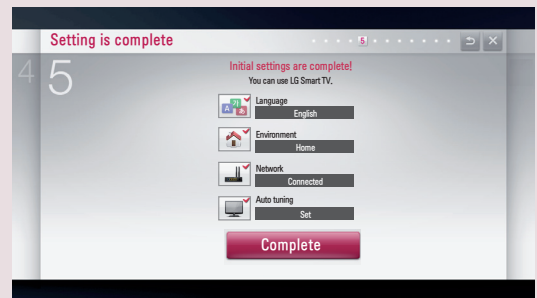 Setting is complete
5
4
5
Initial settings are complete!
You can use LG Smart TV.
Language
English
Environment
Home
Network
Connected
Auto tuning
Set
Complete